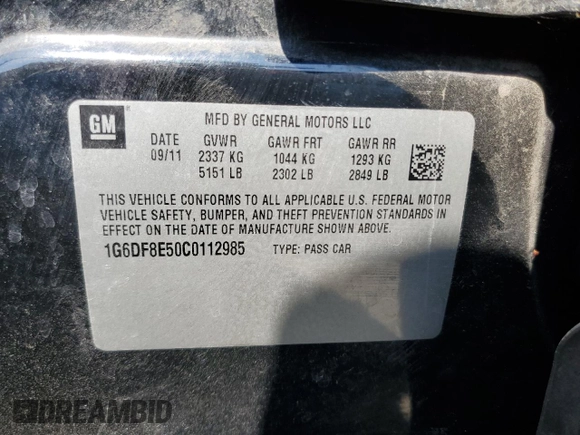 GM
MFD BY GENERAL MOTORS LLC
DATE GVWR GAWR FRT GAWR RR
09/11 2337 KG 1044 KG 1293 KG
5151 LB 2302 LB 2849 LB
THIS VEHICLE CONFORMS TO ALL APPLICABLE U.S. FEDERAL MOTOR
VEHICLE SAFETY, BUMPER, AND THEFT PREVENTION STANDARDS IN
EFFECT ON THE DATE OF MANUFACTURE SHOWN ABOVE.
1G6DF8E50C0112985 TYPE: PASS CAR
DREAMBID